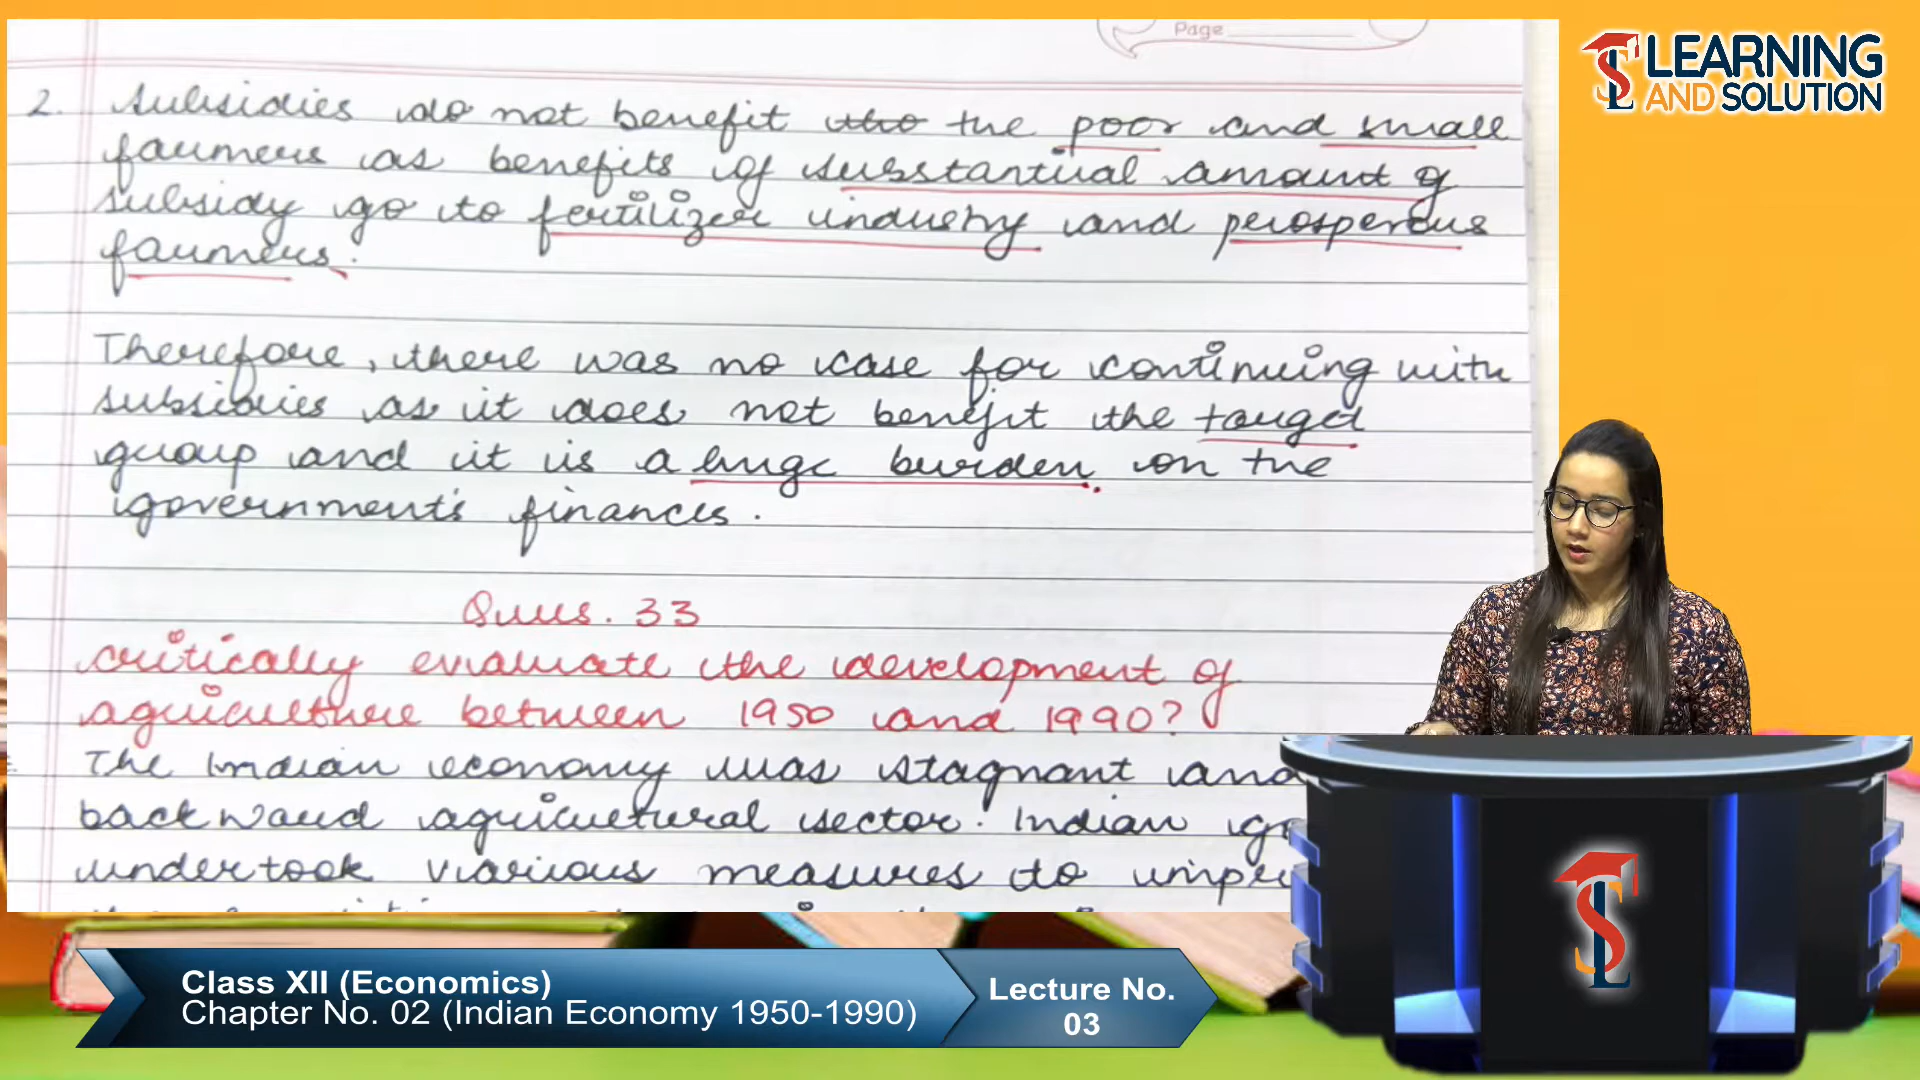 Page
LEARNING
AND SOLUTION
2. Subsidies do not benefit the the poor and small
farmers as benefits of substantial amount of
subsidy go to fertilizer industry and prosperous
farmers.
Therefore, there was no case for continuing with
subsidies as it does not benefit the target
group and it is a huge burden on the
government's finances.
Ques. 33
critically evaluate the development of
agriculture between 1950 and 1990?
The Indian economy was stagnant and
backward agricultural sector. Indian
undertook various measures to
Class XII (Economics)
Chapter No. 02 (Indian Economy 1950-1990)
Lecture No.
03